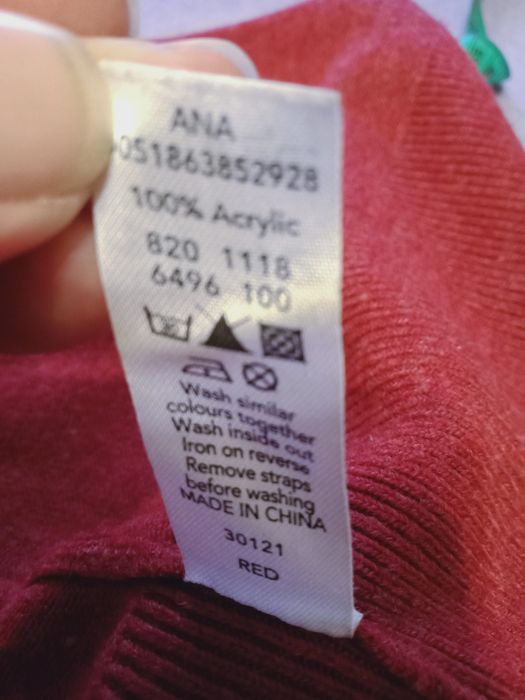 ANA
051863852928
100% Acrylic
820 1118
6496 100
Wash similar
colours together
Wash inside out
Iron on reverse
Remove straps
before washing
MADE IN CHINA
30121
RED